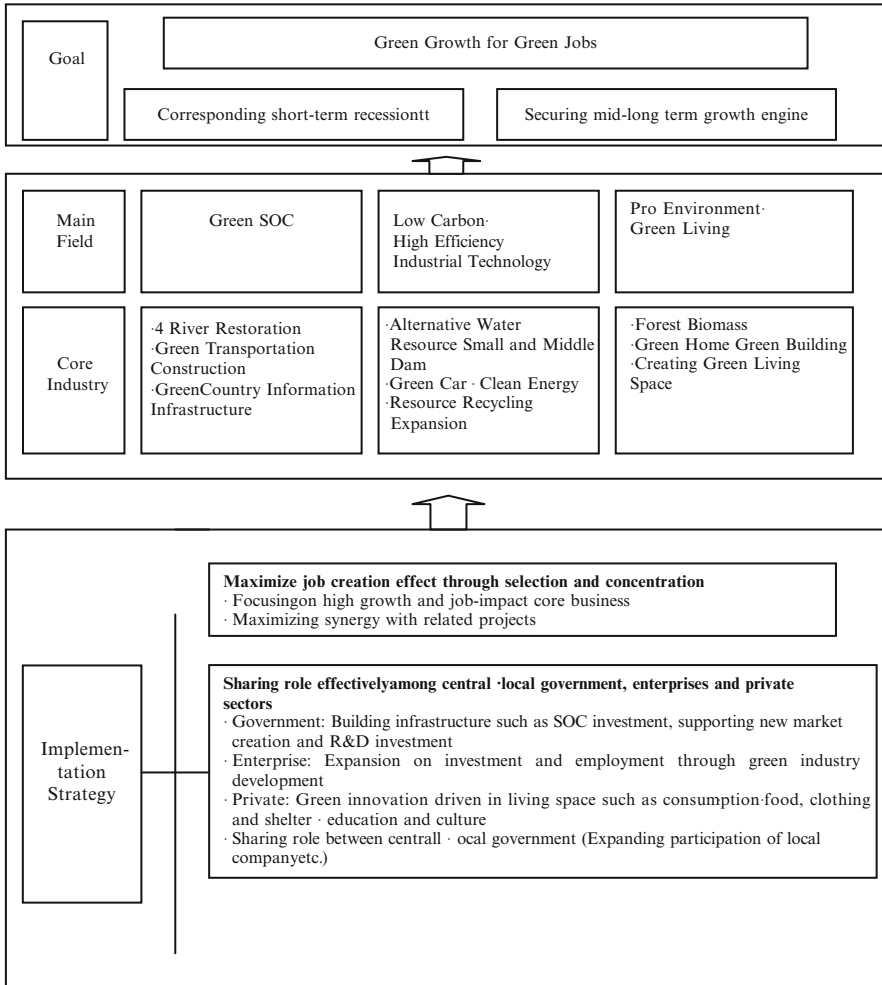 Goal
Green Growth for Green Jobs
Corresponding short-term recessiontt
Securing mid-long term growth engine
Main
Field
Green SOC
Low Carbon·
High Efficiency
Industrial Technology
Pro Environment·
Green Living
Core
Industry
·4 River Restoration
·Green Transportation
Construction
·GreenCountry Information
Infrastructure
·Alternative Water
Resource Small and Middle
Dam
·Green Car · Clean Energy
·Resource Recycling
Expansion
·Forest Biomass
·Green Home Green Building
·Creating Green Living
Space
Implemen-
tation
Strategy
Maximize job creation effect through selection and concentration
· Focusingon high growth and job-impact core business
· Maximizing synergy with related projects
Sharing role effectivelyamong central ·local government, enterprises and private
sectors
· Government: Building infrastructure such as SOC investment, supporting new market
creation and R&D investment
· Enterprise: Expansion on investment and employment through green industry
development
· Private: Green innovation driven in living space such as consumption·food, clothing
and shelter · education and culture
· Sharing role between centrall · ocal government (Expanding participation of local
companyetc.)